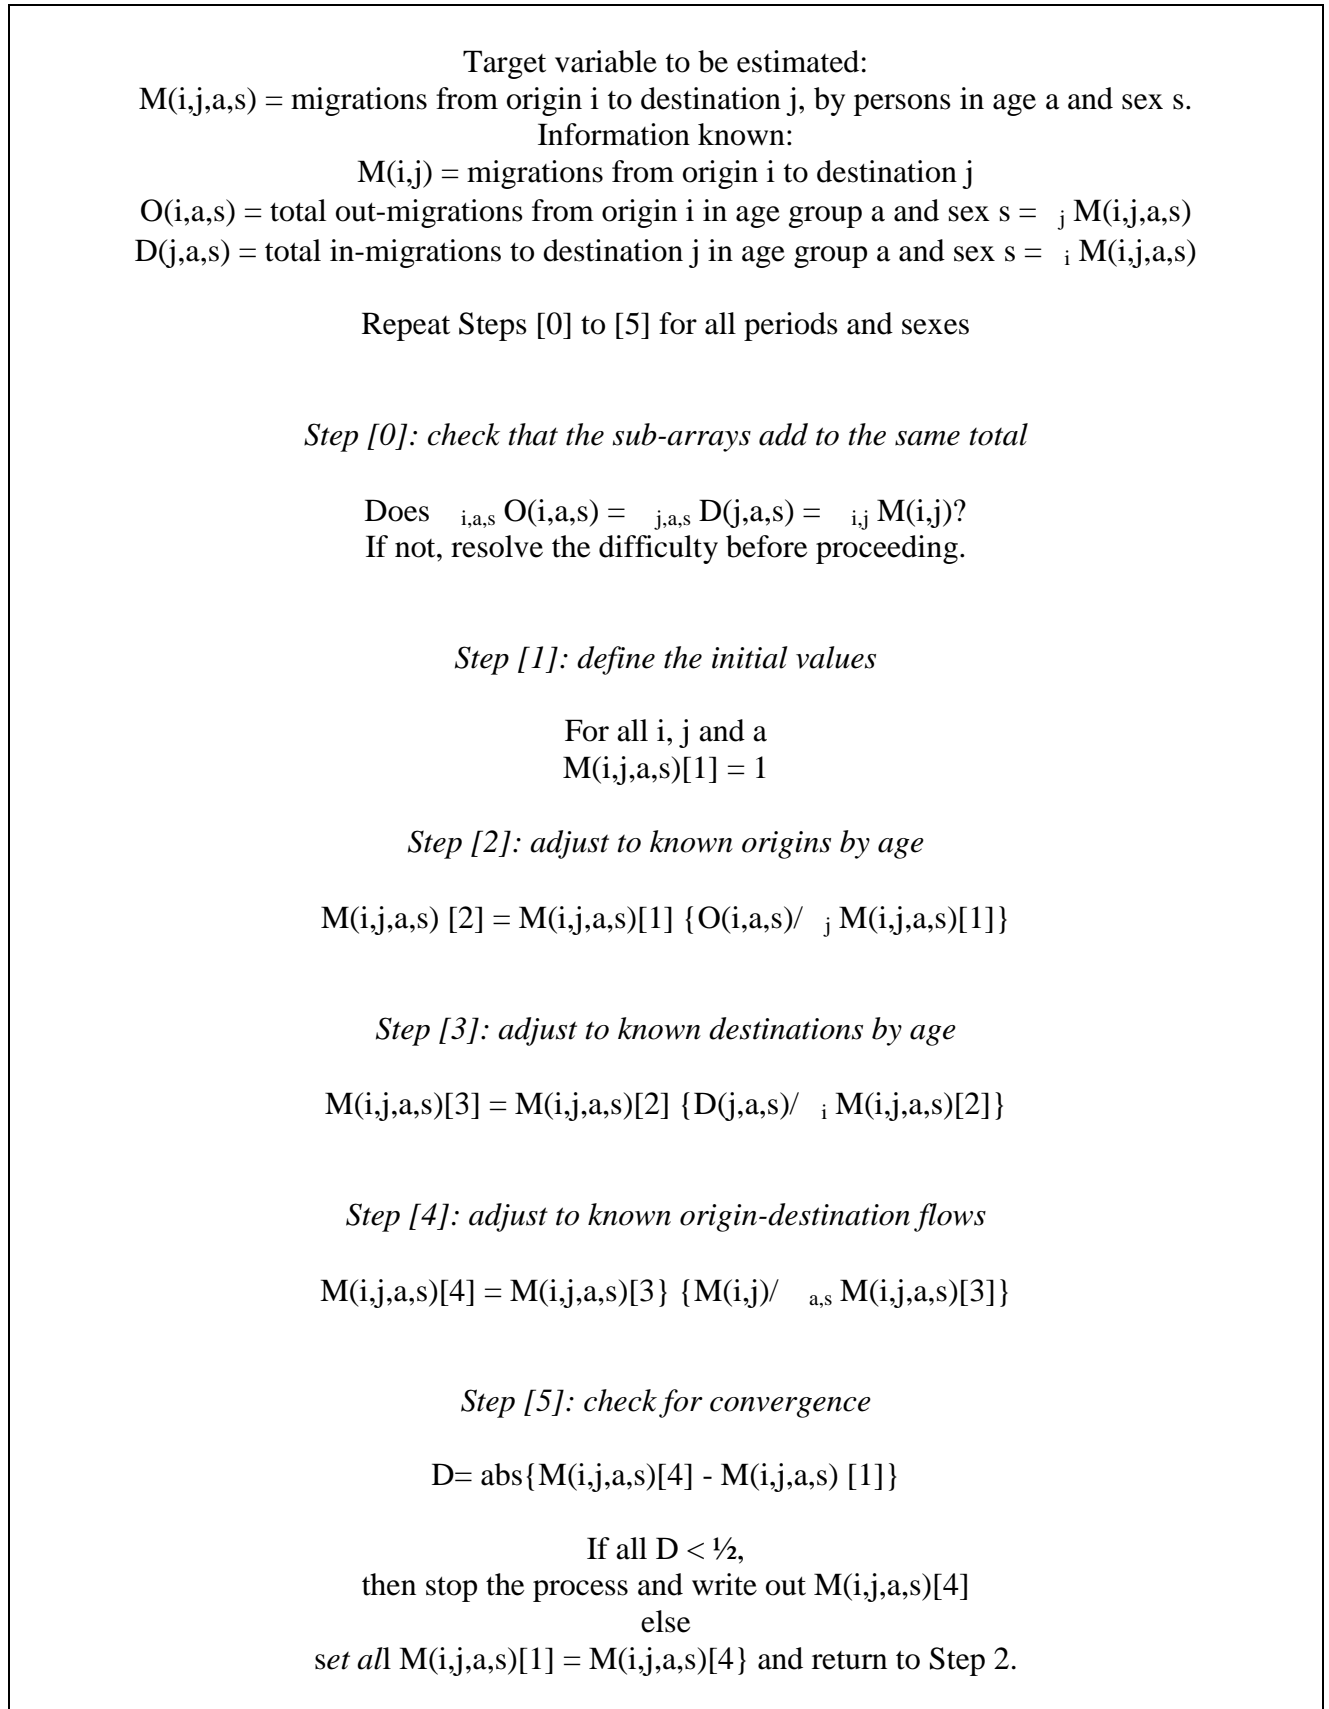 Target variable to be estimated:
M(i,j,a,s) = migrations from origin i to destination j, by persons in age a and sex s.
Information known:
M(i,j) = migrations from origin i to destination j
O(i,a,s) = total out-migrations from origin i in age group a and sex s = j M(i,j,a,s)
D(j,a,s) = total in-migrations to destination j in age group a and sex s = i M(i,j,a,s)
Repeat Steps [0] to [5] for all periods and sexes
Step [0]: check that the sub-arrays add to the same total
Does i,a,s O(i,a,s) = j,a,s D(j,a,s) = i,j M(i,j)?
If not, resolve the difficulty before proceeding.
Step [1]: define the initial values
For all i, j and a
M(i,j,a,s)[1] = 1
Step [2]: adjust to known origins by age
M(i,j,a,s) [2] = M(i,j,a,s)[1] {O(i,a,s)/ j M(i,j,a,s)[1]}
Step [3]: adjust to known destinations by age
M(i,j,a,s)[3] = M(i,j,a,s)[2] {D(j,a,s)/ i M(i,j,a,s)[2]}
Step [4]: adjust to known origin-destination flows
M(i,j,a,s)[4] = M(i,j,a,s)[3} {M(i,j)/ a,s M(i,j,a,s)[3]}
Step [5]: check for convergence
D= abs{M(i,j,a,s)[4] - M(i,j,a,s) [1]}
If all D < ½,
then stop the process and write out M(i,j,a,s)[4]
else
set all M(i,j,a,s)[1] = M(i,j,a,s)[4} and return to Step 2.